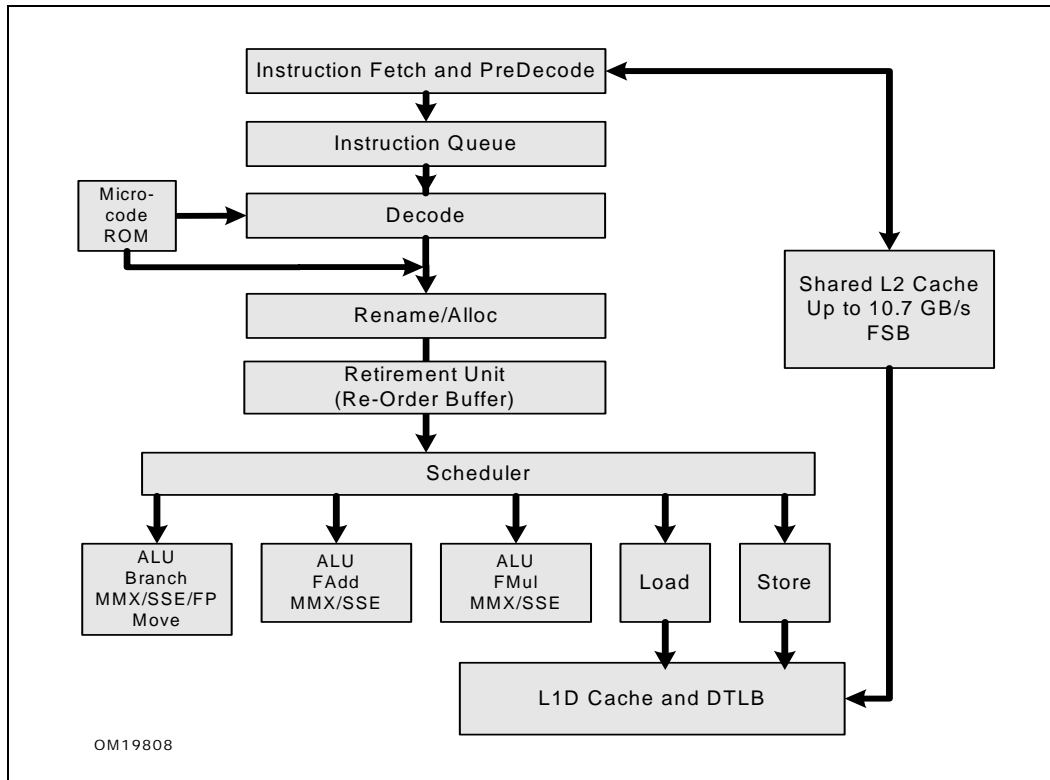 Instruction Fetch and PreDecode
Instruction Queue
Micro-
code
ROM
Decode
Shared L2 Cache
Up to 10.7 GB/s
FSB
Rename/Alloc
Retirement Unit
(Re-Order Buffer)
Scheduler
ALU
Branch
MMX/SSE/FP
Move
ALU
FAdd
MMX/SSE
ALU
FMul
MMX/SSE
Load
Store
L1D Cache and DTLB
OM19808